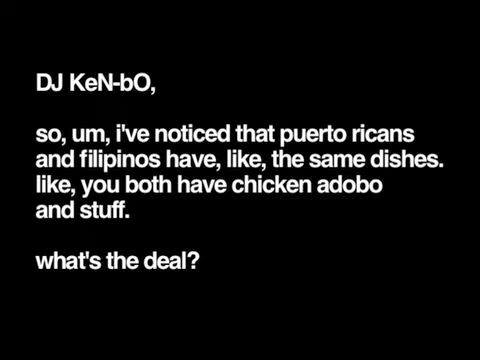 DJ KeN-bO,
so, um, i've noticed that puerto ricans
and filipinos have, like, the same dishes.
like, you both have chicken adobo
and stuff.
what's the deal?